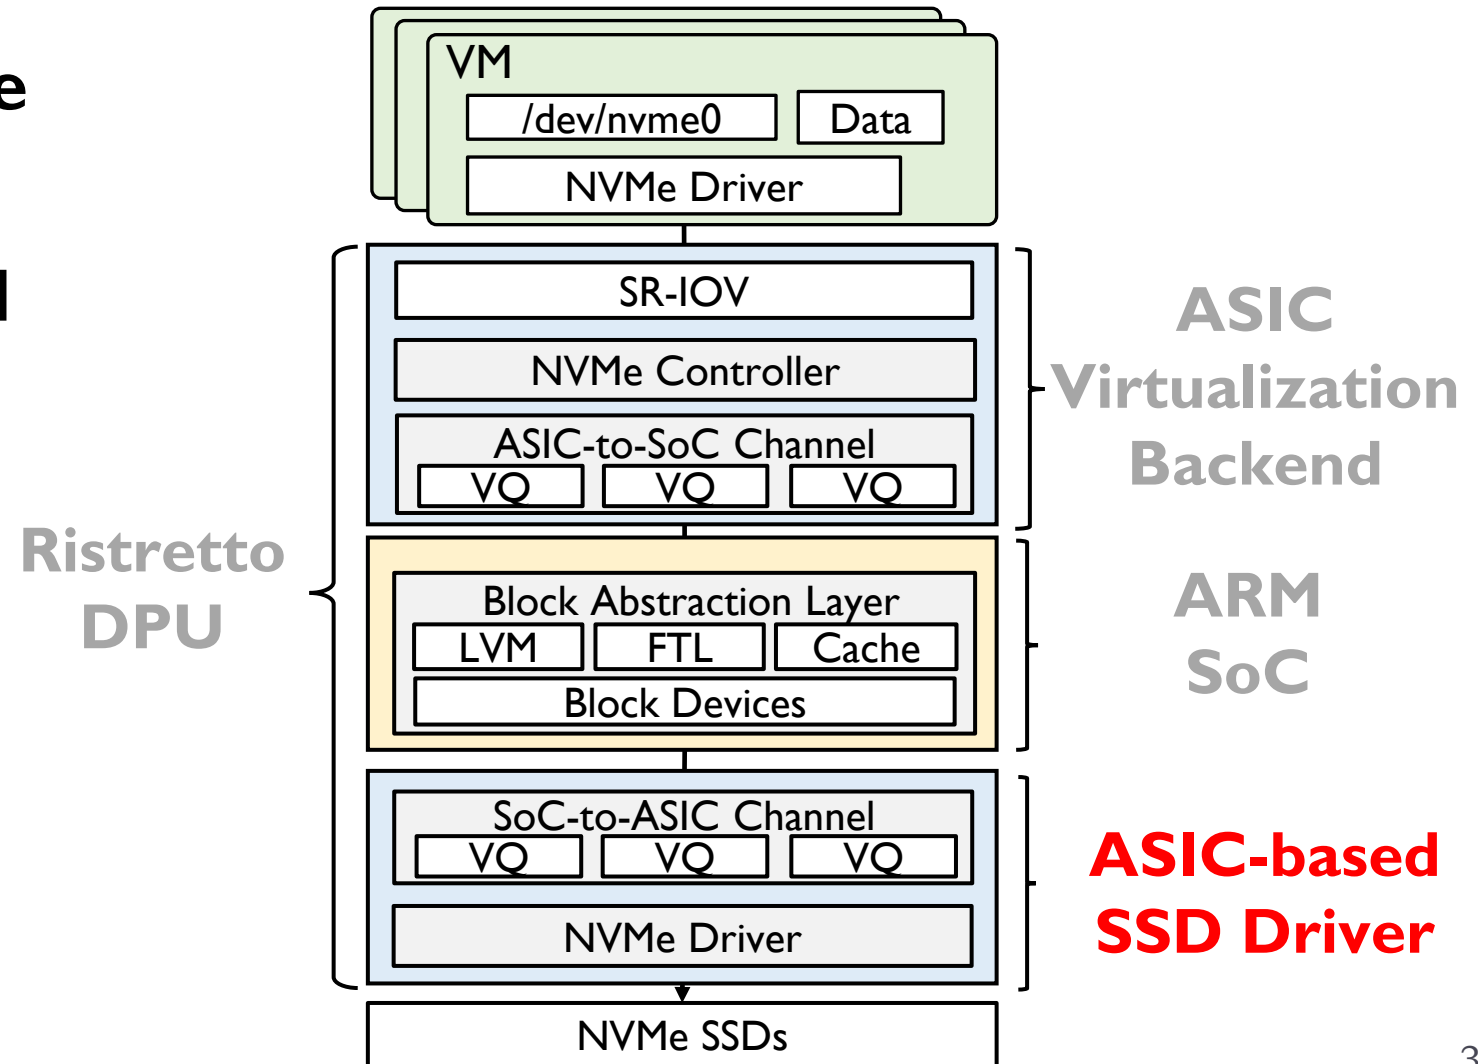 VM
/dev/nvme0
Data
NVMe Driver
SR-IOV
NVMe Controller
ASIC-to-SoC Channel
VQ
VQ
VQ
ASIC
Virtualization
Backend
Ristretto
DPU
Block Abstraction Layer
LVM
FTL
Cache
Block Devices
ARM
SoC
SoC-to-ASIC Channel
VQ
VQ
VQ
NVMe Driver
ASIC-based
SSD Driver
NVMe SSDs